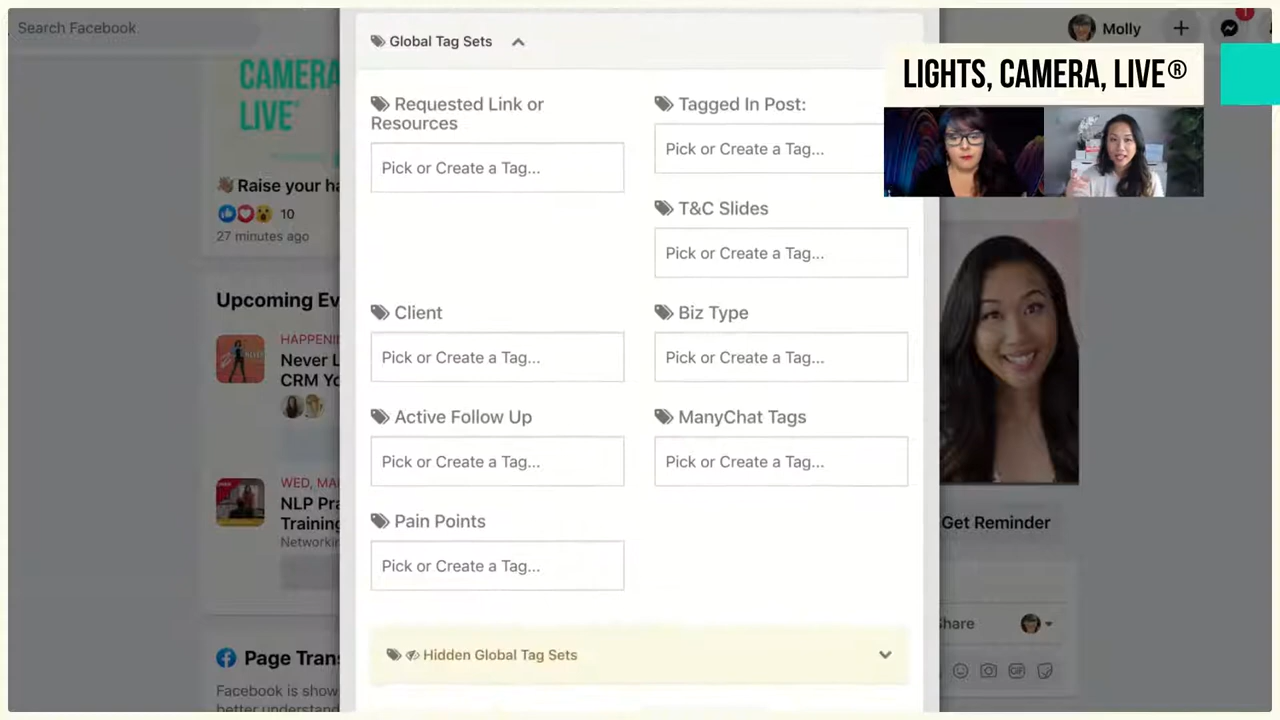 Search Facebook
CAMERA
LIVE
Raise your ha
10
27 minutes ago
Upcoming Ev
HAPPENIN
Never L
CRM Yo
WED, MA
NLP Pra
Training
Networkin
Page Trans
Facebook is show
better understand
Global Tag Sets
Requested Link or
Resources
Pick or Create a Tag...
Tagged In Post:
Pick or Create a Tag...
T&C Slides
Pick or Create a Tag...
Client
Pick or Create a Tag...
Biz Type
Pick or Create a Tag...
Active Follow Up
Pick or Create a Tag...
ManyChat Tags
Pick or Create a Tag...
Pain Points
Pick or Create a Tag...
Hidden Global Tag Sets
Molly
1
LIGHTS, CAMERA, LIVE®
Get Reminder
Share
GIF